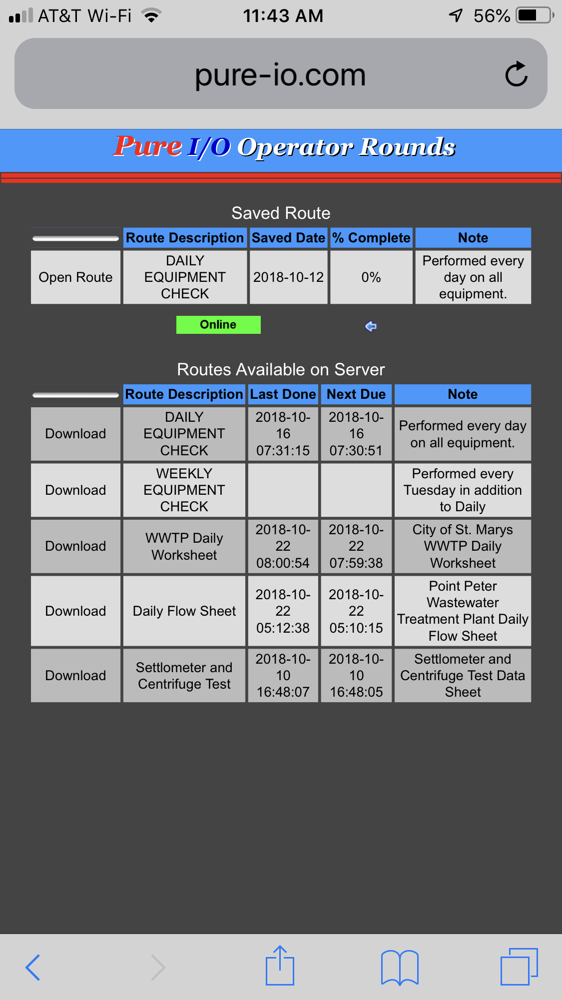 AT&T Wi-Fi 11:43 AM 56%
pure-io.com
Pure I/O Operator Rounds
Saved Route
Route Description Saved Date % Complete Note
Open Route
DAILY
EQUIPMENT
CHECK
2018-10-12
0%
Performed every
day on all
equipment.
Online
Routes Available on Server
Route Description Last Done Next Due Note
Download
DAILY
EQUIPMENT
CHECK
2018-10-
16
07:31:15
2018-10-
16
07:30:51
Performed every day
on all equipment.
Download
WEEKLY
EQUIPMENT
CHECK
Performed every
Tuesday in addition
to Daily
Download
WWTP Daily
Worksheet
2018-10-
22
08:00:54
2018-10-
22
07:59:38
City of St. Marys
WWTP Daily
Worksheet
Download
Daily Flow Sheet
2018-10-
22
05:12:38
2018-10-
22
05:10:15
Point Peter
Wastewater
Treatment Plant Daily
Flow Sheet
Download
Settlometer and
Centrifuge Test
2018-10-
10
16:48:07
2018-10-
10
16:48:05
Settlometer and
Centrifuge Test Data
Sheet